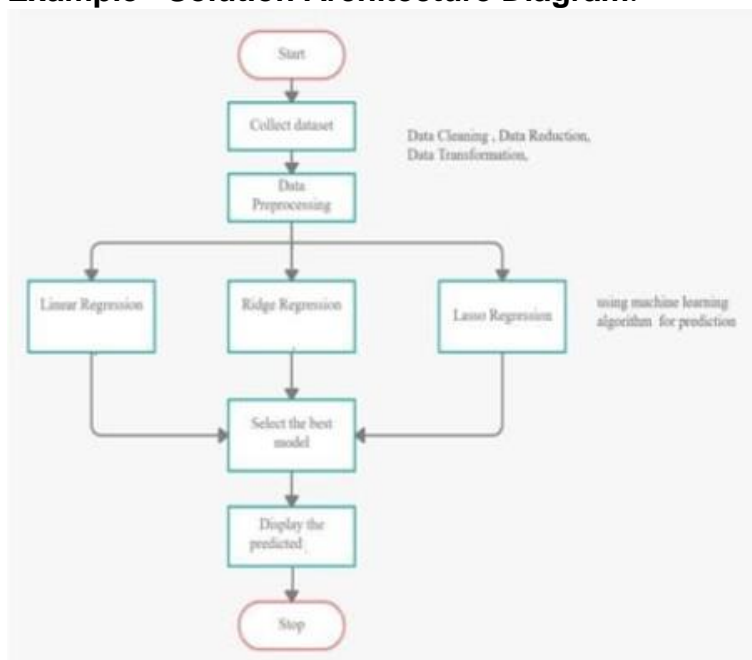 Example - Solution Architecture Diagram:
Start
Collect dataset
Data Cleaning , Data Reduction,
Data Transformation,
Data
Preprocessing
Linear Regression
Ridge Regression
Lasso Regression
using machine learning
algorithm for prediction
Select the best
model
Display the
predicted
Stop